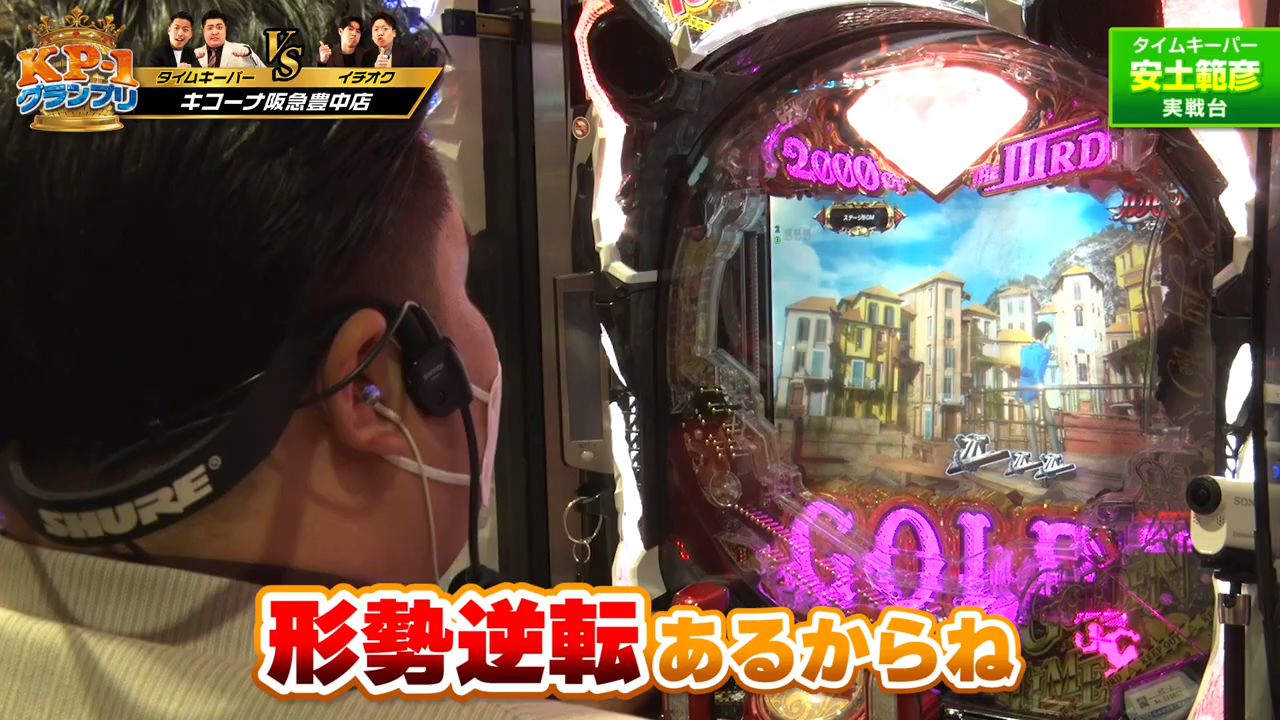 KP-1
グランプリ
タイムキーパー
VS
イチオク
キコーナ阪急豊中店
タイムキーパー
安土範彦
実戦台
2000
THE IIIRD
ステージBGM
SHURE
SONY
GOLD
形勢逆転あるからね